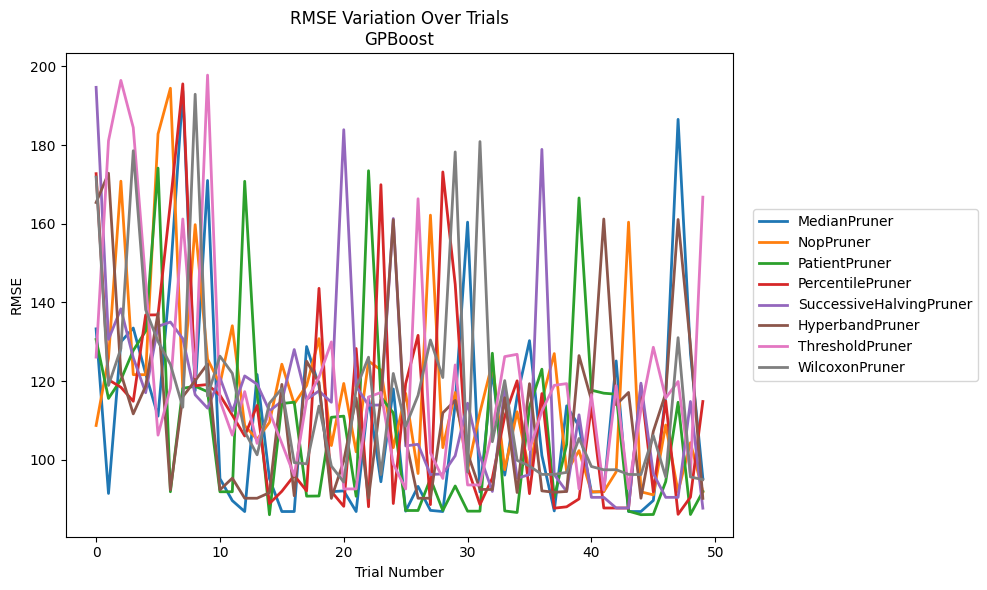 RMSE Variation Over Trials
GPBoost
200
180
160
140
120
100
RMSE
0
10
20
30
40
50
Trial Number
MedianPruner
NopPruner
PatientPruner
PercentilePruner
SuccessiveHalvingPruner
HyperbandPruner
ThresholdPruner
WilcoxonPruner